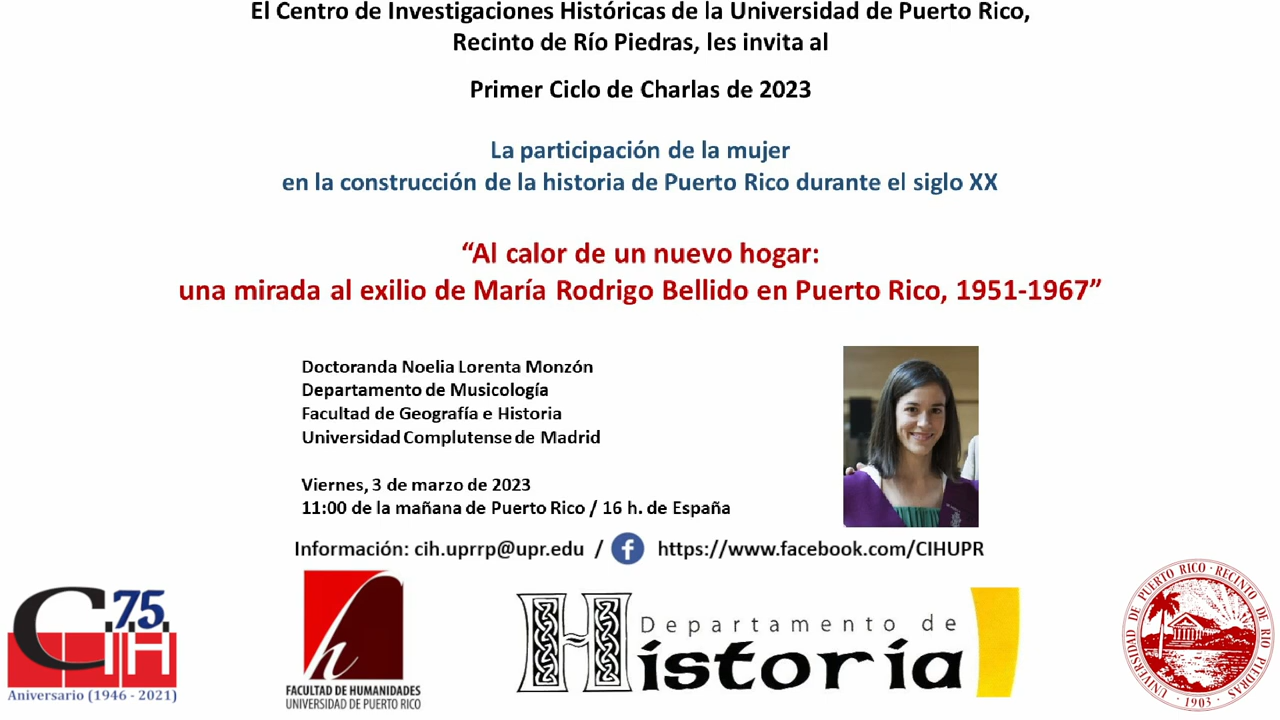 El Centro de Investigaciones Históricas de la Universidad de Puerto Rico,
Recinto de Río Piedras, les invita al
Primer Ciclo de Charlas de 2023
La participación de la mujer
en la construcción de la historia de Puerto Rico durante el siglo XX
“Al calor de un nuevo hogar:
una mirada al exilio de María Rodrigo Bellido en Puerto Rico, 1951-1967”
Doctoranda Noelia Lorenta Monzón
Departamento de Musicología
Facultad de Geografía e Historia
Universidad Complutense de Madrid
Viernes, 3 de marzo de 2023
11:00 de la mañana de Puerto Rico / 16 h. de España
Información: cih.uprrp@upr.edu / f https://www.facebook.com/CIHUPR
CIH 75
Aniversario (1946 - 2021)
h
FACULTAD DE HUMANIDADES
UNIVERSIDAD DE PUERTO RICO
Departamento de
Historia
UNIVERSIDAD DE PUERTO RICO · RECINTO DE RÍO PIEDRAS
· 1903 ·